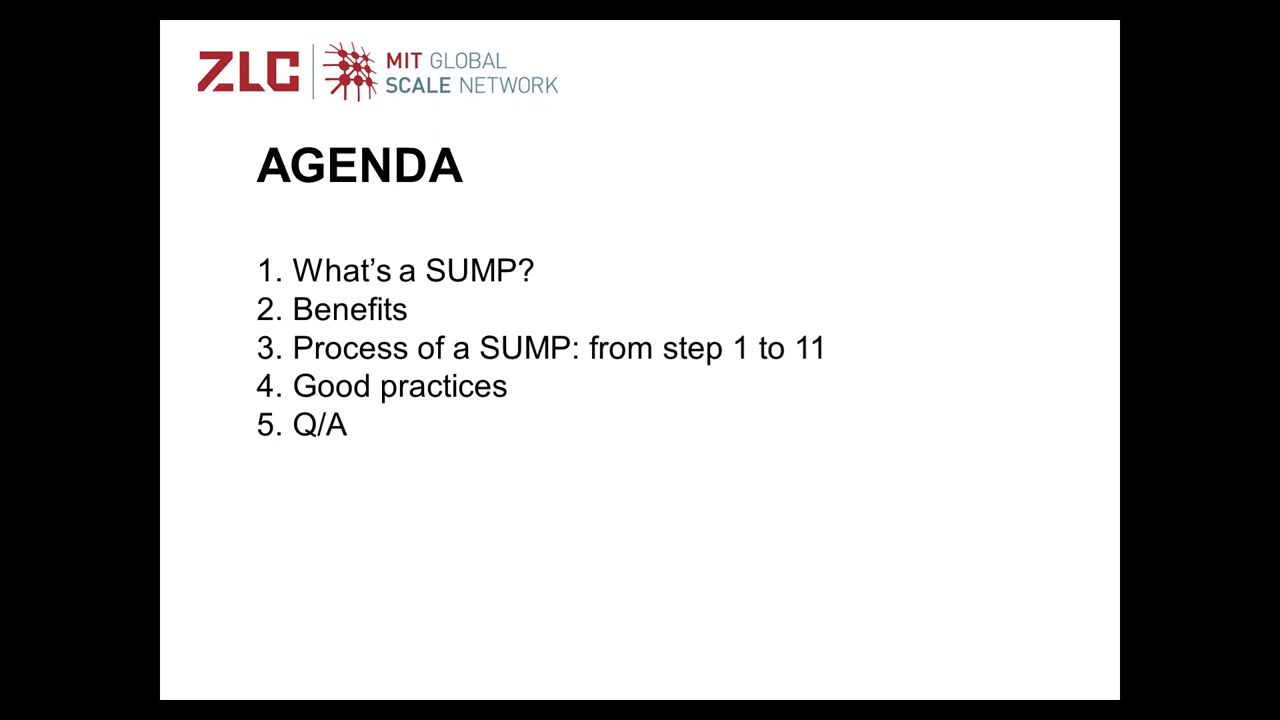 ZLC
MIT GLOBAL
SCALE NETWORK
AGENDA
1. What’s a SUMP?
2. Benefits
3. Process of a SUMP: from step 1 to 11
4. Good practices
5. Q/A